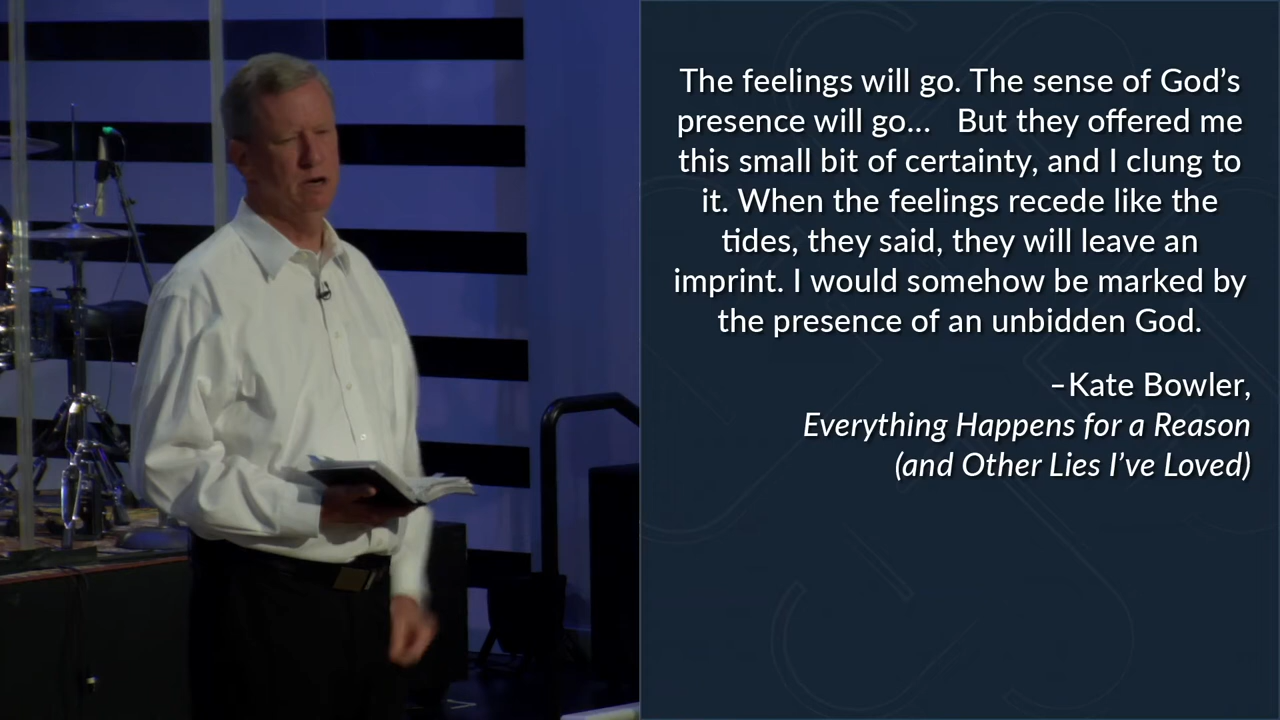 The feelings will go. The sense of God’s
presence will go...   But they offered me
this small bit of certainty, and I clung to
it. When the feelings recede like the
tides, they said, they will leave an
imprint. I would somehow be marked by
the presence of an unbidden God.
–Kate Bowler,
Everything Happens for a Reason
(and Other Lies I’ve Loved)